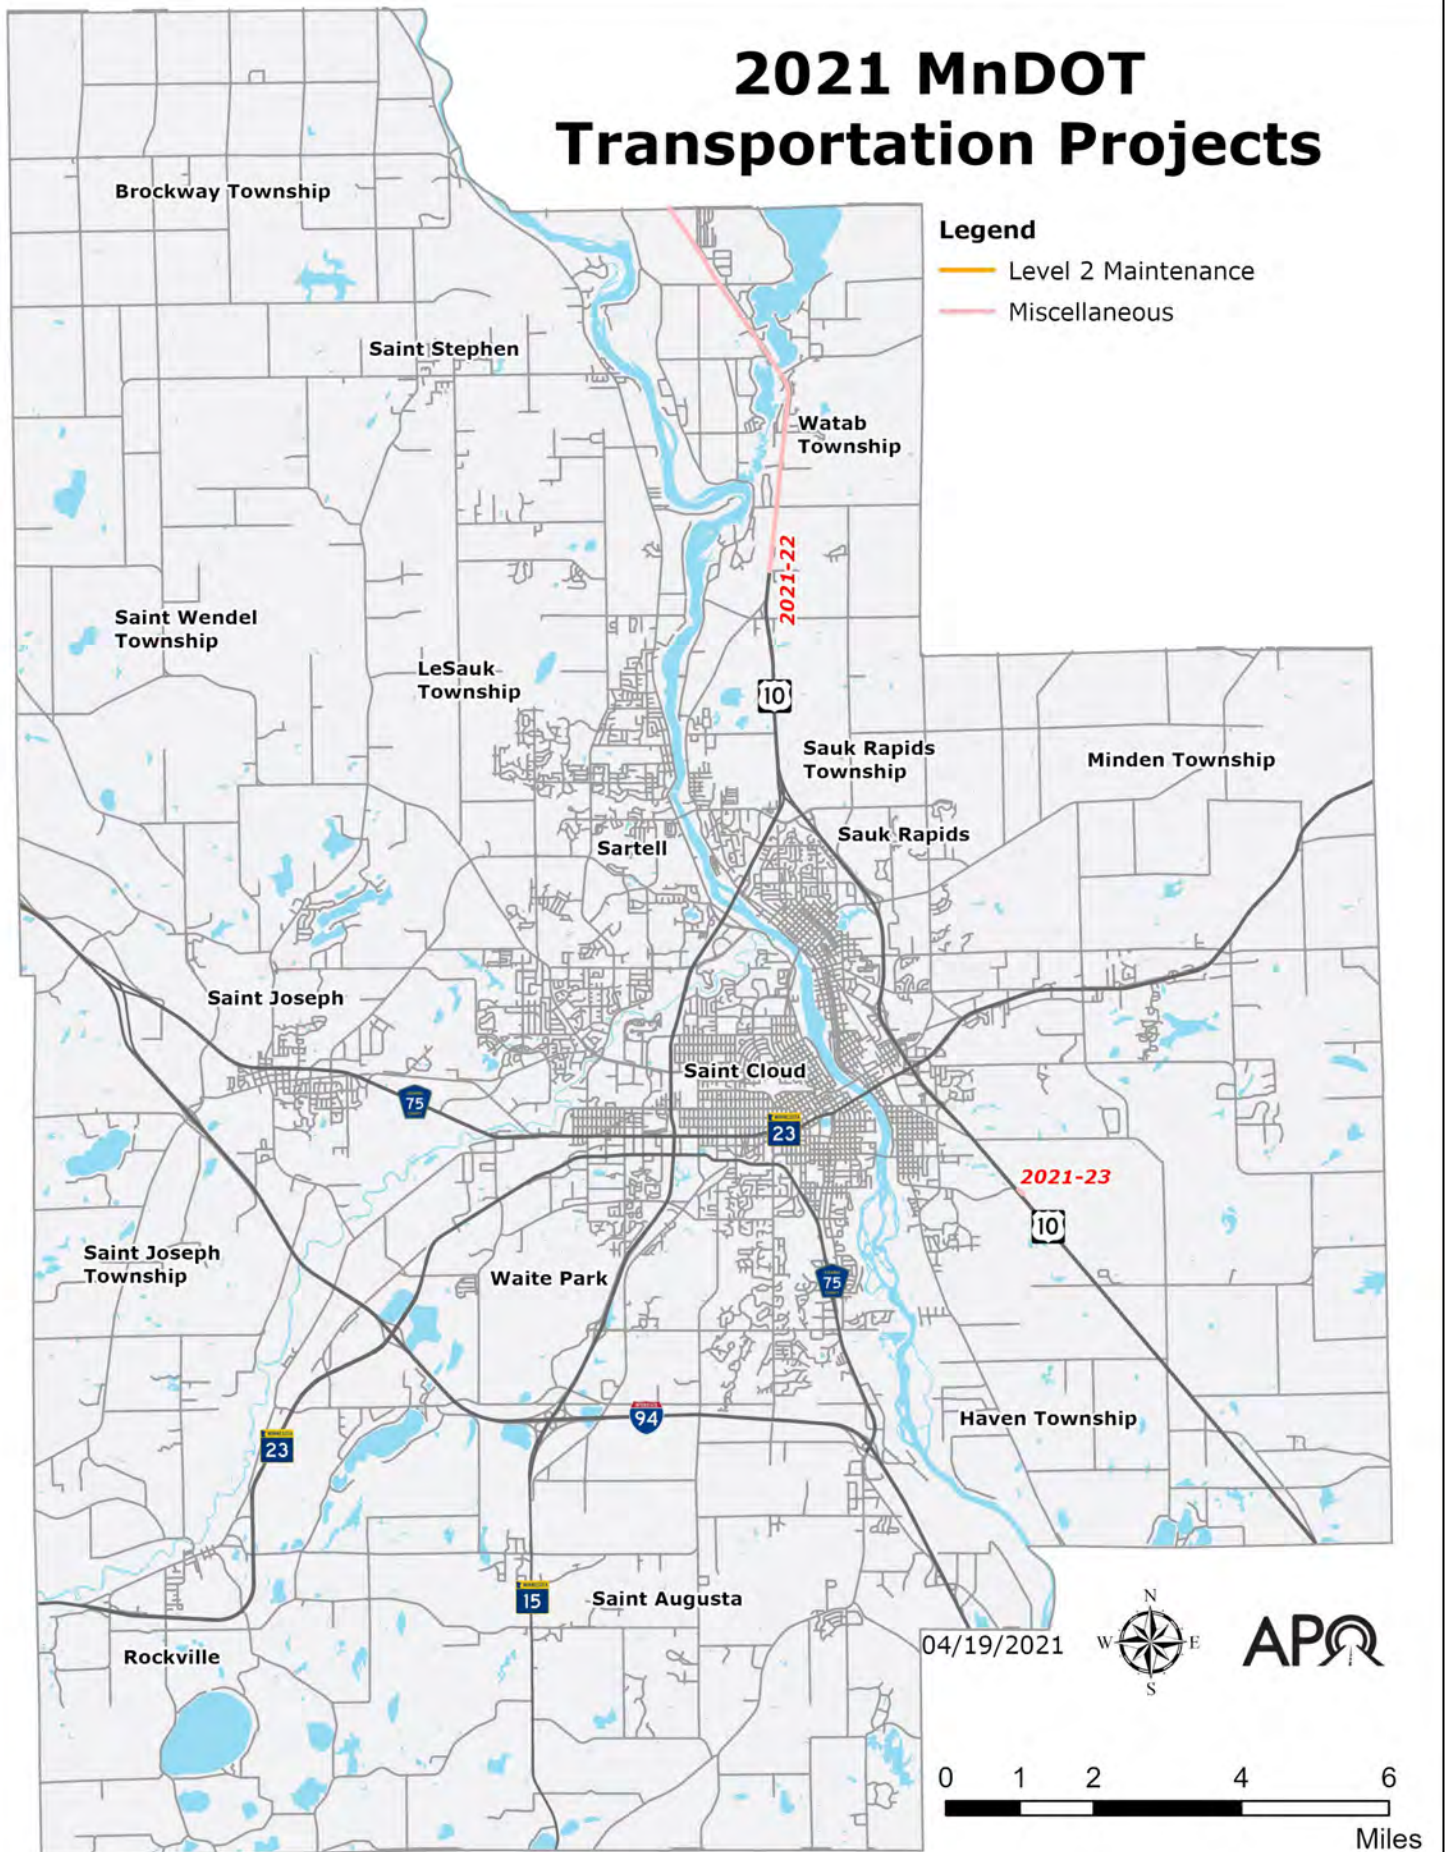 2021 MnDOT
Transportation Projects
Legend
Level 2 Maintenance
Miscellaneous
Brockway Township
Saint Stephen
Watab
Township
2021-22
Saint Wendel
Township
LeSauk
Township
10
Sauk Rapids
Township
Minden Township
Sauk Rapids
Sartell
Saint Joseph
Saint Cloud
75
23
2021-23
10
Saint Joseph
Township
Waite Park
75
94
Haven Township
23
15
Saint Augusta
Rockville
04/19/2021
N
W
E
S
APO
0 1 2 4 6
Miles